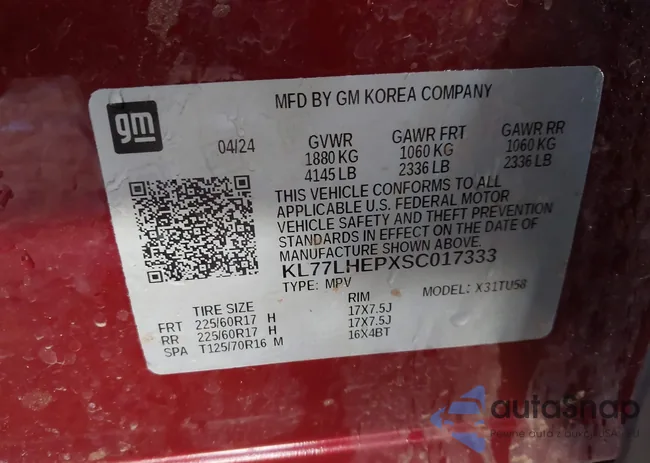 gm
MFD BY GM KOREA COMPANY
04/24
GVWR GAWR FRT GAWR RR
1880 KG 1060 KG 1060 KG
4145 LB 2336 LB 2336 LB
THIS VEHICLE CONFORMS TO ALL
APPLICABLE U.S. FEDERAL MOTOR
VEHICLE SAFETY AND THEFT PREVENTION
STANDARDS IN EFFECT ON THE DATE OF
MANUFACTURE SHOWN ABOVE.
KL77LHEPXSC017333
TYPE: MPV MODEL: X31TU58
TIRE SIZE RIM
FRT 225/60R17 H 17X7.5J
RR 225/60R17 H 17X7.5J
SPA T125/70R16 M 16X4BT
autosnap